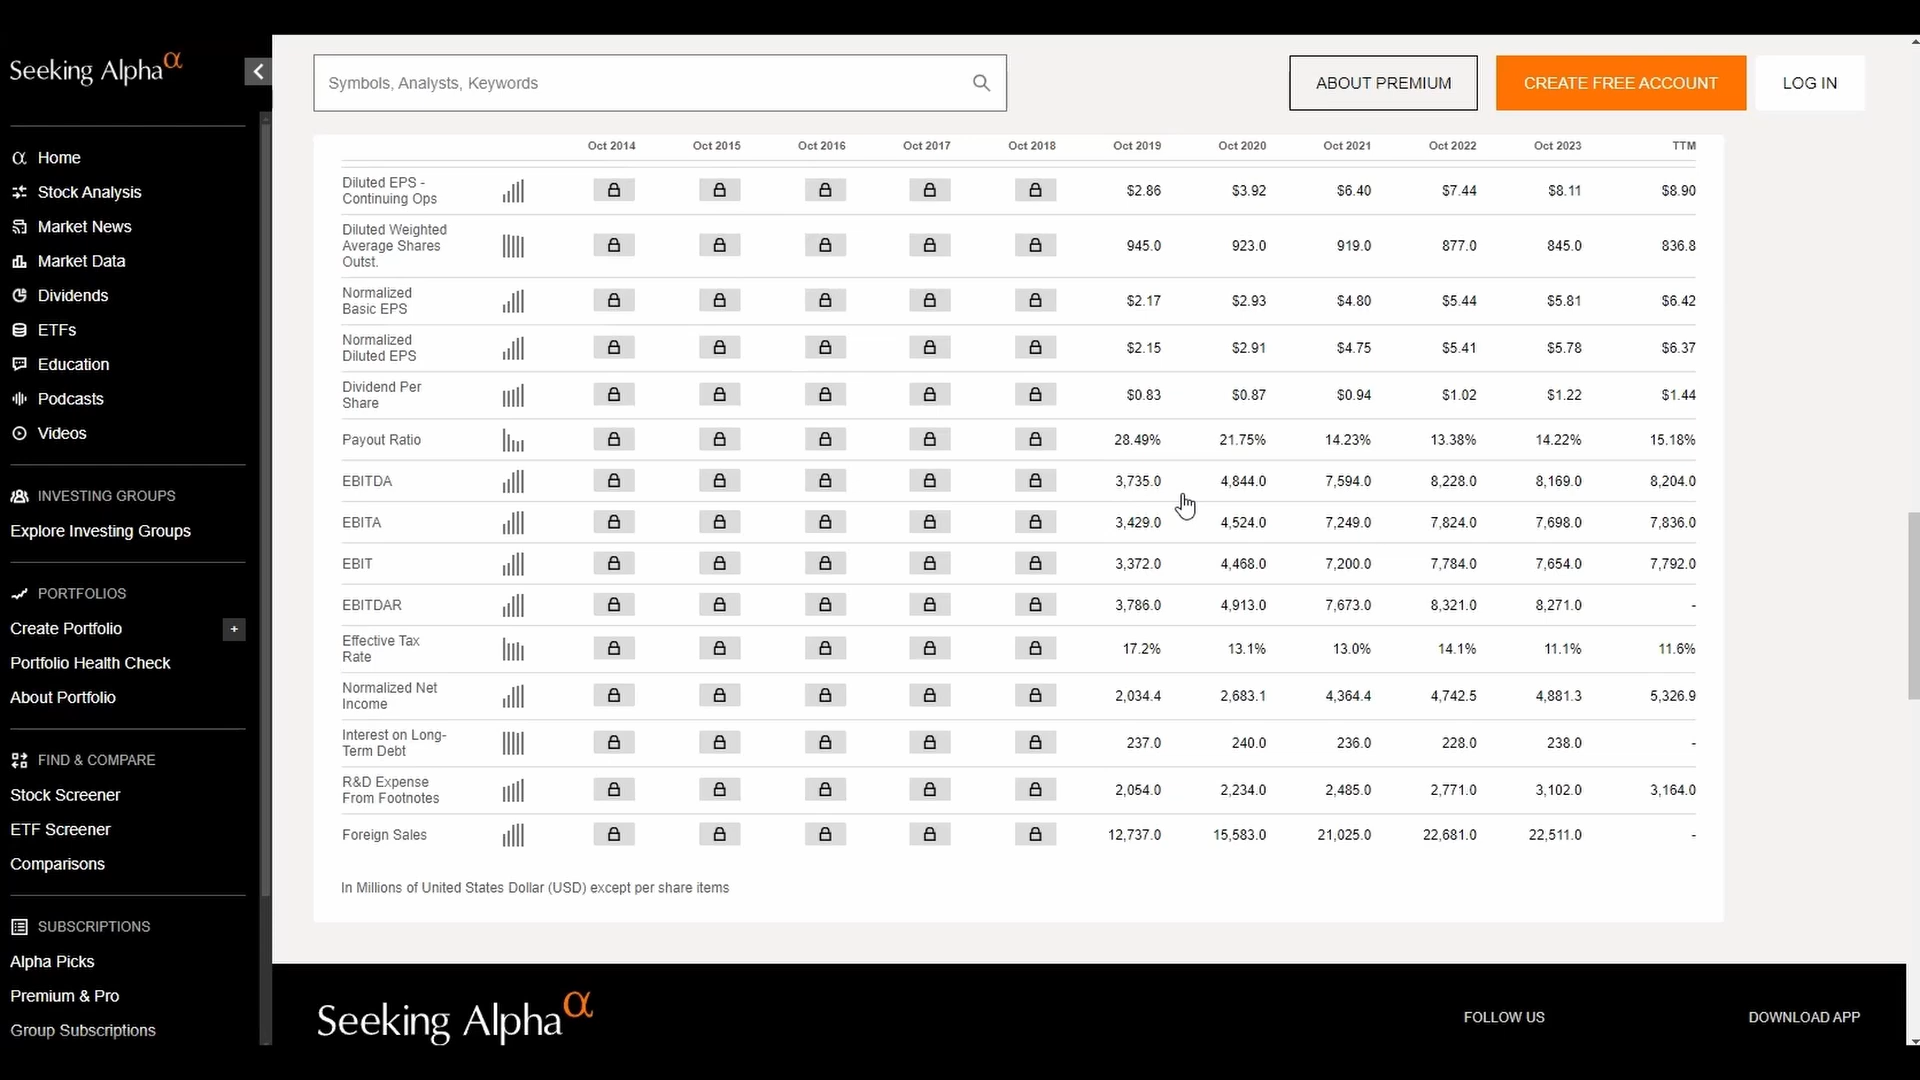 Seeking Alpha α
Symbols, Analysts, Keywords
ABOUT PREMIUM
CREATE FREE ACCOUNT
LOG IN
Home
Stock Analysis
Market News
Market Data
Dividends
ETFs
Education
Podcasts
Videos
INVESTING GROUPS
Explore Investing Groups
PORTFOLIOS
Create Portfolio +
Portfolio Health Check
About Portfolio
FIND & COMPARE
Stock Screener
ETF Screener
Comparisons
SUBSCRIPTIONS
Alpha Picks
Premium & Pro
Group Subscriptions
Oct 2014 Oct 2015 Oct 2016 Oct 2017 Oct 2018 Oct 2019 Oct 2020 Oct 2021 Oct 2022 Oct 2023 TTM
Diluted EPS -
Continuing Ops $2.86 $3.92 $6.40 $7.44 $8.11 $8.90
Diluted Weighted
Average Shares 945.0 923.0 919.0 877.0 845.0 836.8
Outst.
Normalized
Basic EPS $2.17 $2.93 $4.80 $5.44 $5.81 $6.42
Normalized
Diluted EPS $2.15 $2.91 $4.75 $5.41 $5.78 $6.37
Dividend Per
Share $0.83 $0.87 $0.94 $1.02 $1.22 $1.44
Payout Ratio 28.49% 21.75% 14.23% 13.38% 14.22% 15.18%
EBITDA 3,735.0 4,844.0 7,594.0 8,228.0 8,169.0 8,204.0
EBITA 3,429.0 4,524.0 7,249.0 7,824.0 7,698.0 7,836.0
EBIT 3,372.0 4,468.0 7,200.0 7,784.0 7,654.0 7,792.0
EBITDAR 3,786.0 4,913.0 7,673.0 8,321.0 8,271.0 -
Effective Tax
Rate 17.2% 13.1% 13.0% 14.1% 11.1% 11.6%
Normalized Net
Income 2,034.4 2,683.1 4,364.4 4,742.5 4,881.3 5,326.9
Interest on Long-
Term Debt 237.0 240.0 236.0 228.0 238.0 -
R&D Expense
From Footnotes 2,054.0 2,234.0 2,485.0 2,771.0 3,102.0 3,164.0
Foreign Sales 12,737.0 15,583.0 21,025.0 22,681.0 22,511.0 -
In Millions of United States Dollar (USD) except per share items
Seeking Alpha α
FOLLOW US
DOWNLOAD APP